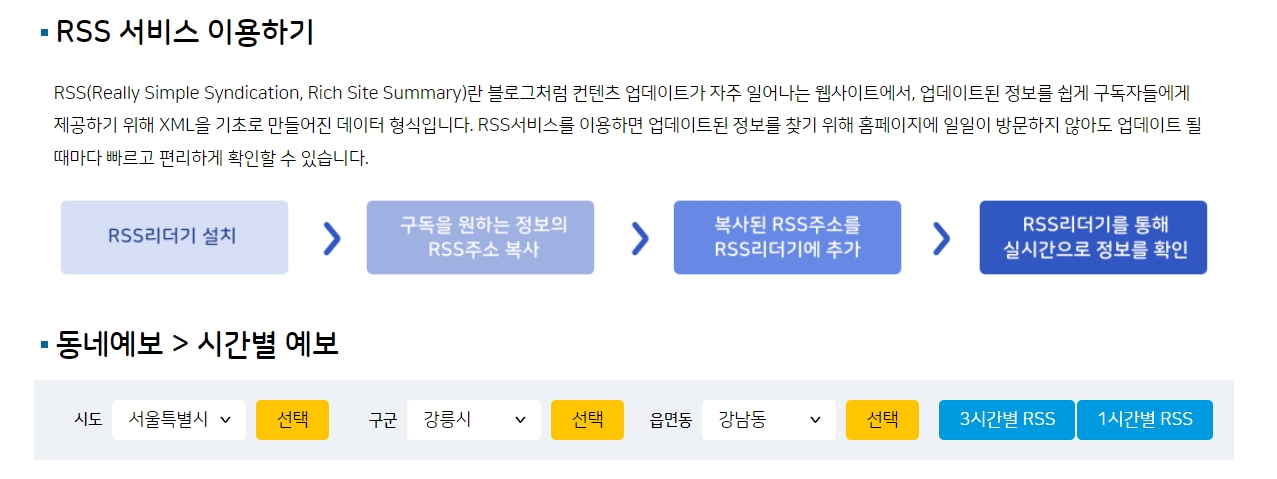 RSS 서비스 이용하기
RSS(Really Simple Syndication, Rich Site Summary)란 블로그처럼 컨텐츠 업데이트가 자주 일어나는 웹사이트에서, 업데이트된 정보를 쉽게 구독자들에게
제공하기 위해 XML을 기초로 만들어진 데이터 형식입니다. RSS서비스를 이용하면 업데이트된 정보를 찾기 위해 홈페이지에 일일이 방문하지 않아도 업데이트 될
때마다 빠르고 편리하게 확인할 수 있습니다.
RSS리더기 설치
구독을 원하는 정보의
RSS주소 복사
복사된 RSS주소를
RSS리더기에 추가
RSS리더기를 통해
실시간으로 정보를 확인
동네예보 > 시간별 예보
시도 서울특별시 선택 구군 강릉시 선택 읍면동 강남동 선택 3시간별 RSS 1시간별 RSS